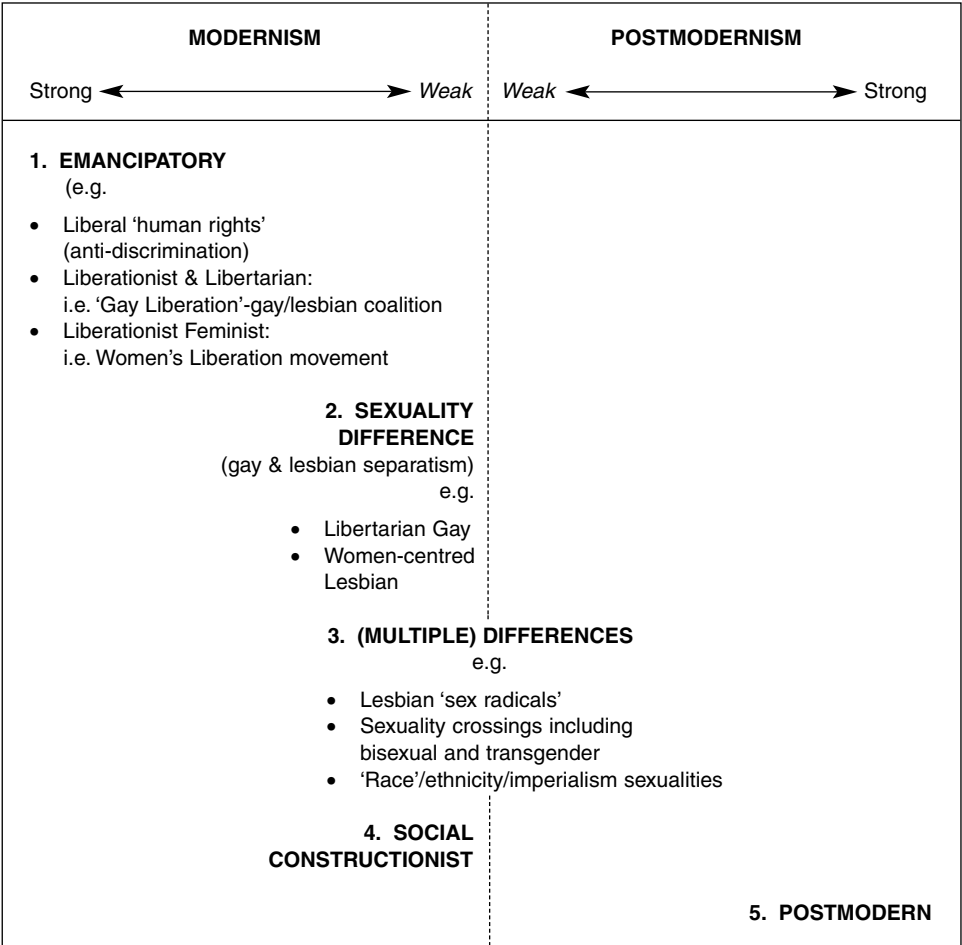 MODERNISM POSTMODERNISM
Strong Weak Weak Strong
1. EMANCIPATORY
(e.g.
• Liberal ‘human rights’
(anti-discrimination)
• Liberationist & Libertarian:
i.e. ‘Gay Liberation’-gay/lesbian coalition
• Liberationist Feminist:
i.e. Women’s Liberation movement
2. SEXUALITY
DIFFERENCE
(gay & lesbian separatism)
e.g.
• Libertarian Gay
• Women-centred
Lesbian
3. (MULTIPLE) DIFFERENCES
e.g.
• Lesbian ‘sex radicals’
• Sexuality crossings including
bisexual and transgender
• ‘Race’/ethnicity/imperialism sexualities
4. SOCIAL
CONSTRUCTIONIST
5. POSTMODERN